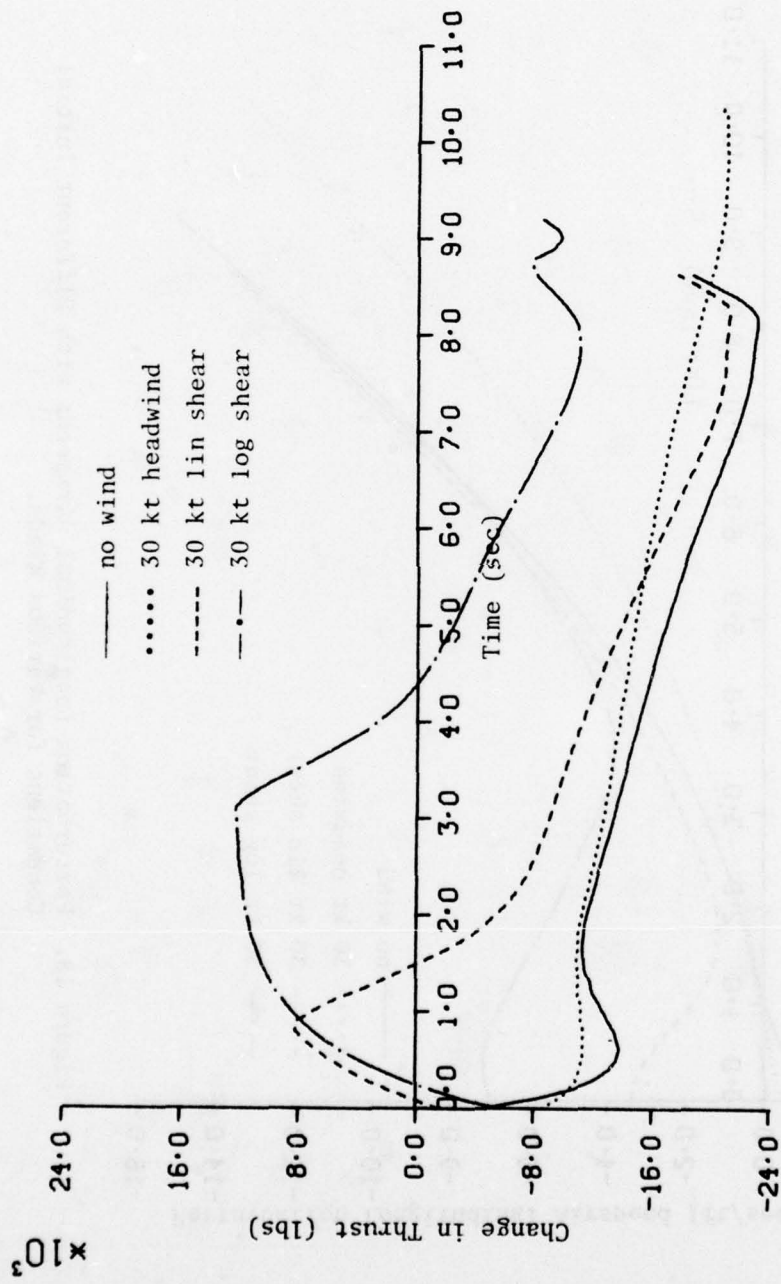 ×10³
24·0
16·0
8·0
0·0
-8·0
-16·0
-24·0
Change in Thrust (lbs)
0·0 1·0 2·0 3·0 4·0 5·0 6·0 7·0 8·0 9·0 10·0 11·0
Time (sec)
no wind
30 kt headwind
30 kt lin shear
30 kt log shear